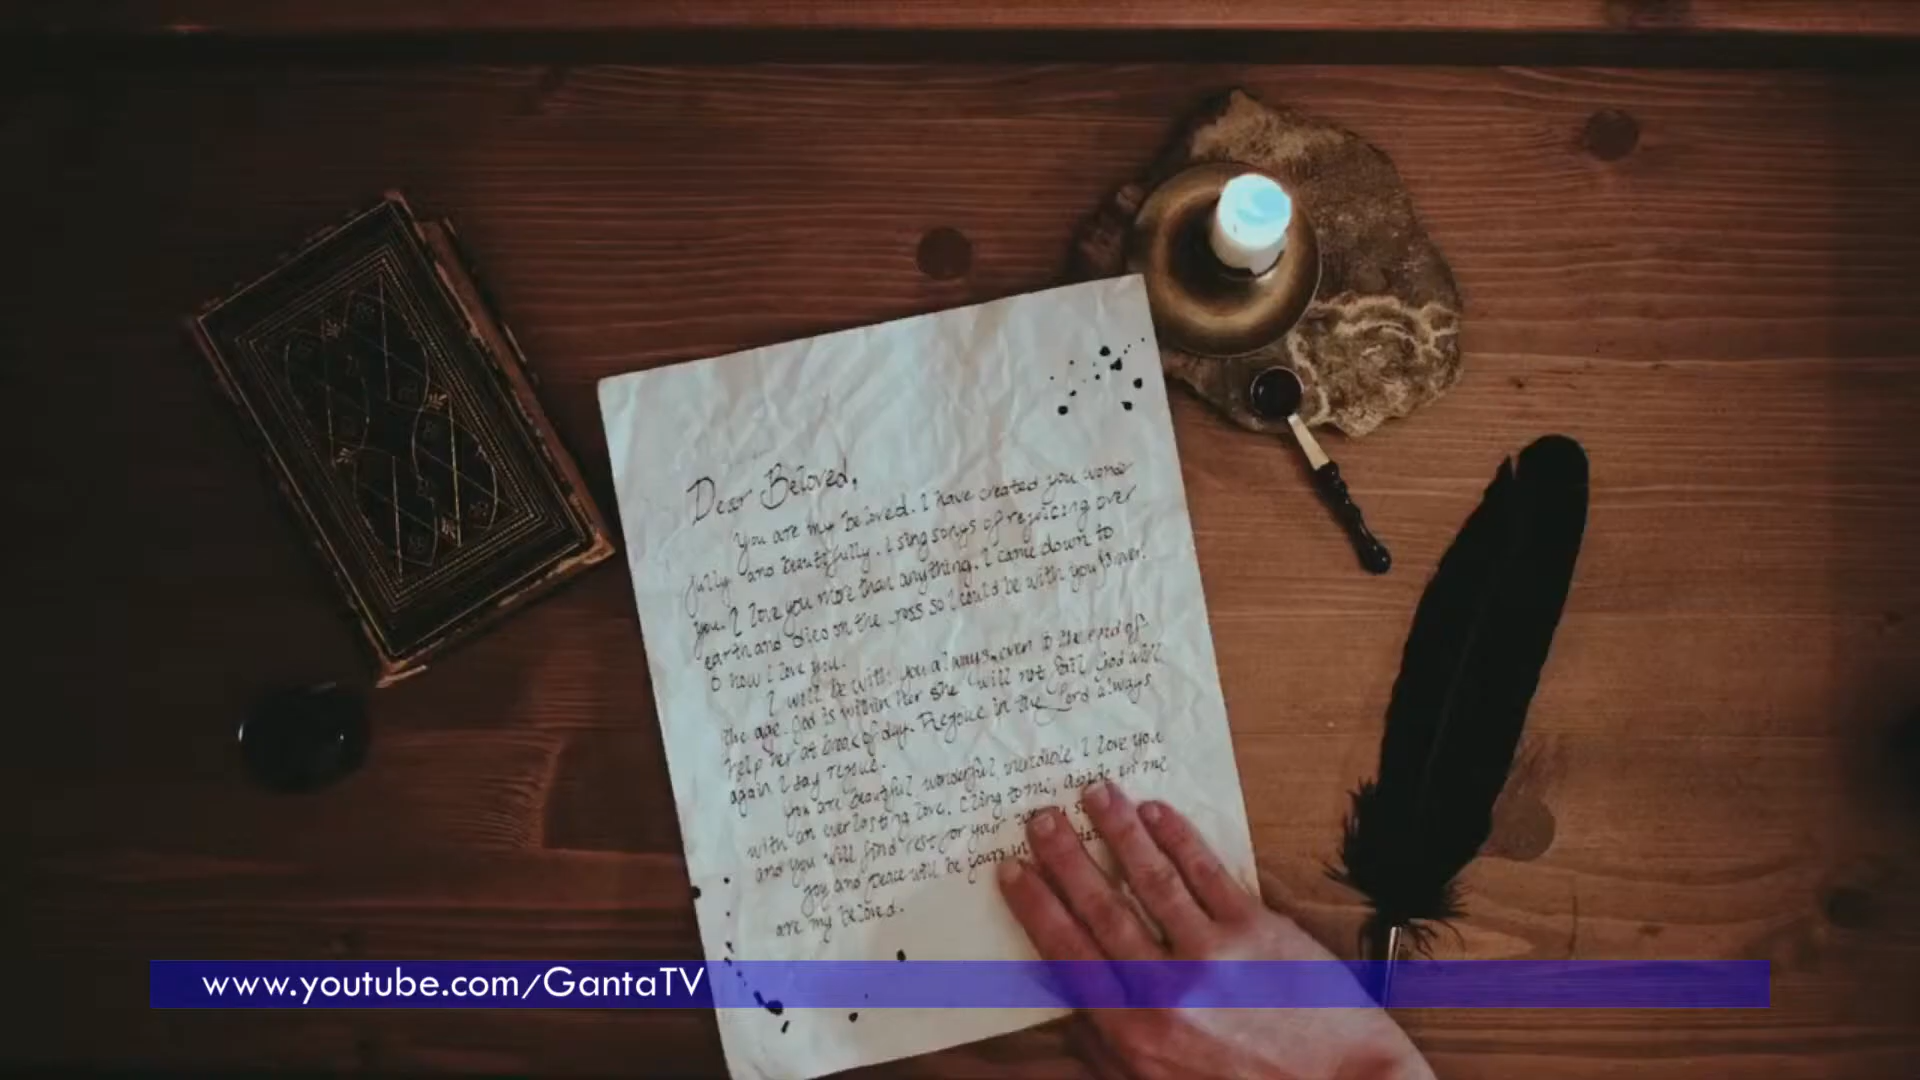 Dear Beloved,
You are my beloved. I have created you wonder
fully and beautifully. I sing songs of rejoicing over
you. I love you more than anything. I came down to
earth and died on the cross so I could be with you forever!
O how I love you.
I will be with you always, even to the end of
the age. God is within her she will not fall God will
help her at break of day. Rejoice in the Lord always
again I say rejoice.
You are beautiful, wonderful, incredible. I love you
with an everlasting love. Cling to me, abide in me
and you will find rest for your
Joy and peace will be yours in
are my beloved.
www.youtube.com/GantaTV